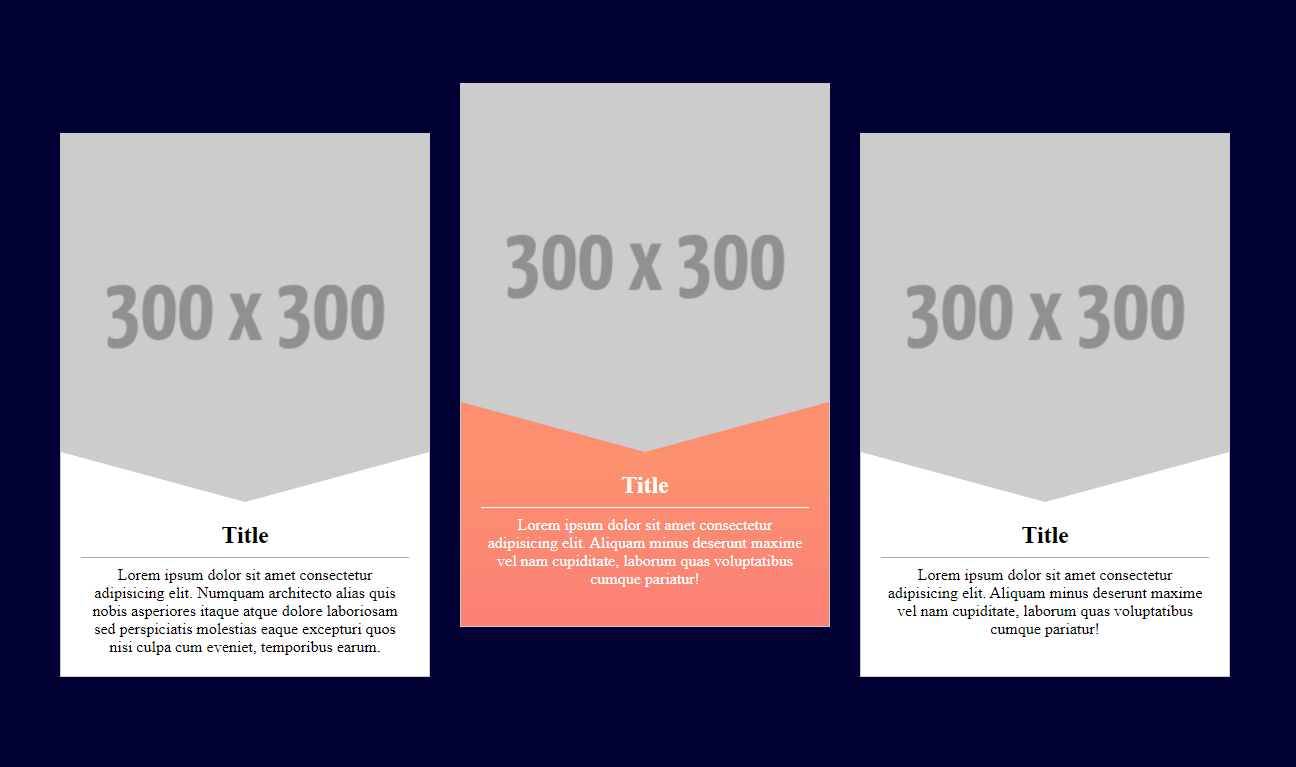 300 x 300
Title
Lorem ipsum dolor sit amet consectetur
adipisicing elit. Numquam architecto alias quis
nobis asperiores itaque atque dolore laboriosam
sed perspiciatis molestias eaque excepturi quos
nisi culpa cum eveniet, temporibus earum.
300 x 300
Title
Lorem ipsum dolor sit amet consectetur
adipisicing elit. Aliquam minus deserunt maxime
vel nam cupiditate, laborum quas voluptatibus
cumque pariatur!
300 x 300
Title
Lorem ipsum dolor sit amet consectetur
adipisicing elit. Aliquam minus deserunt maxime
vel nam cupiditate, laborum quas voluptatibus
cumque pariatur!